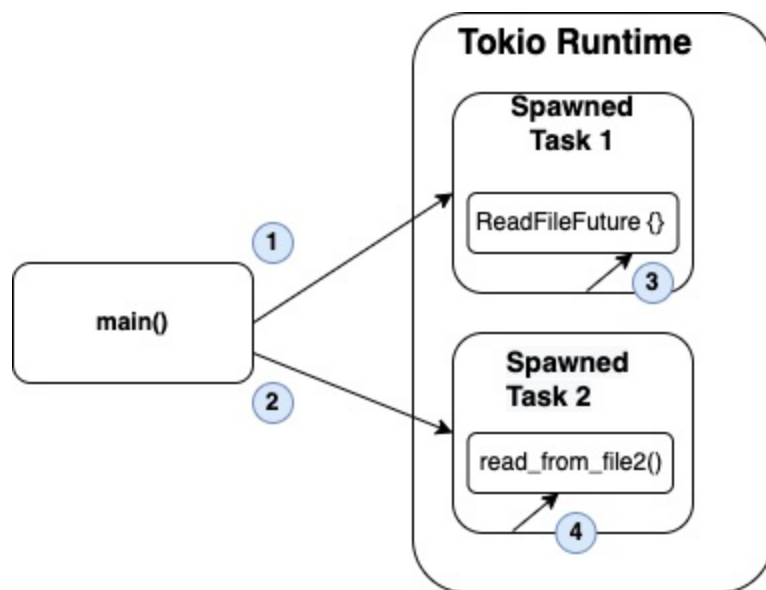 Tokio Runtime
Spawned
Task 1
ReadFileFuture {}
1
3
main()
2
Spawned
Task 2
read_from_file2()
4